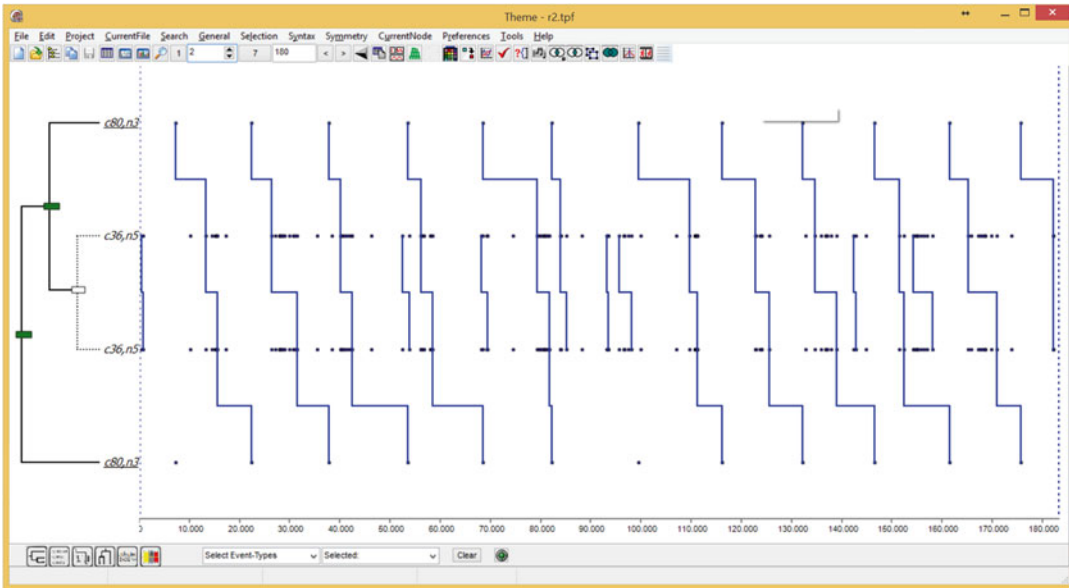 Theme - r2.tpf
File Edit Project CurrentFile Search General Selection Syntax Symmetry CurrentNode Preferences Tools Help
1 2 7 180 < >
c80,n3
c36,n5
c36,n5
c80,n3
10.000 20.000 30.000 40.000 50.000 60.000 70.000 80.000 90.000 100.000 110.000 120.000 130.000 140.000 150.000 160.000 170.000 180.000
Select Event-Types Selected: Clear